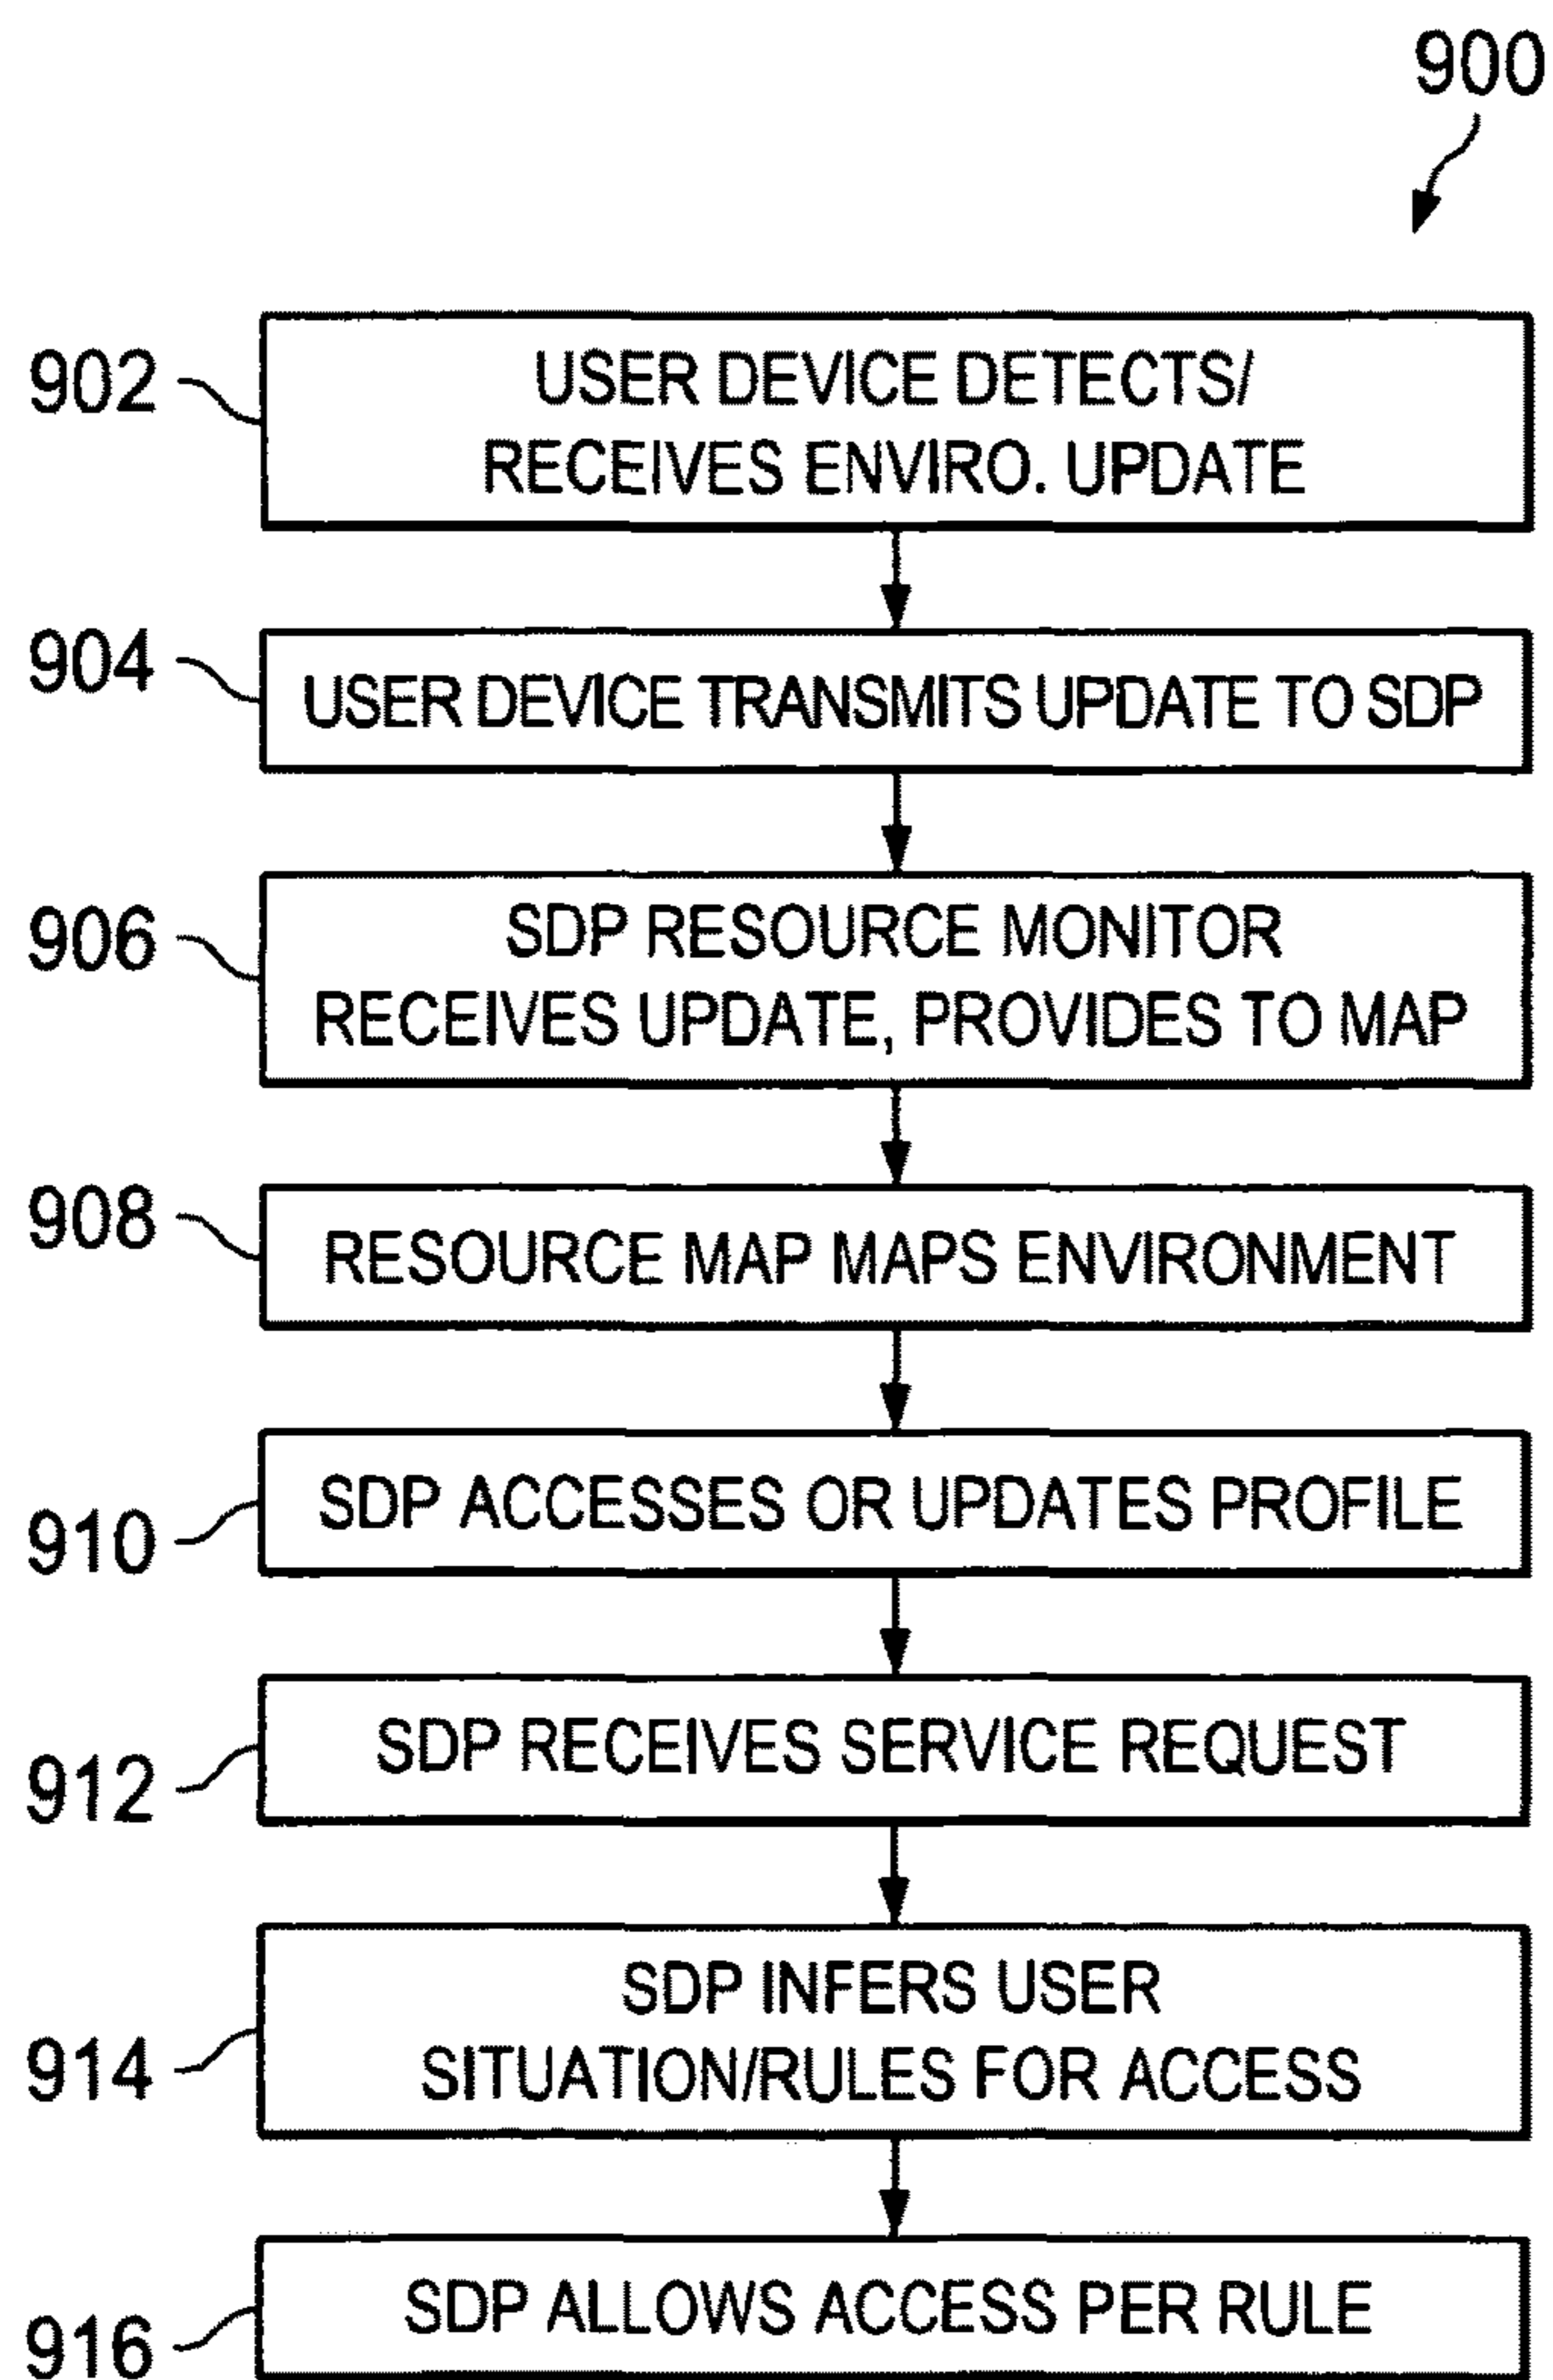 900
902
USER DEVICE DETECTS/
RECEIVES ENVIRO. UPDATE
904
USER DEVICE TRANSMITS UPDATE TO SDP
906
SDP RESOURCE MONITOR
RECEIVES UPDATE, PROVIDES TO MAP
908
RESOURCE MAP MAPS ENVIRONMENT
910
SDP ACCESSES OR UPDATES PROFILE
912
SDP RECEIVES SERVICE REQUEST
914
SDP INFERS USER
SITUATION/RULES FOR ACCESS
916
SDP ALLOWS ACCESS PER RULE